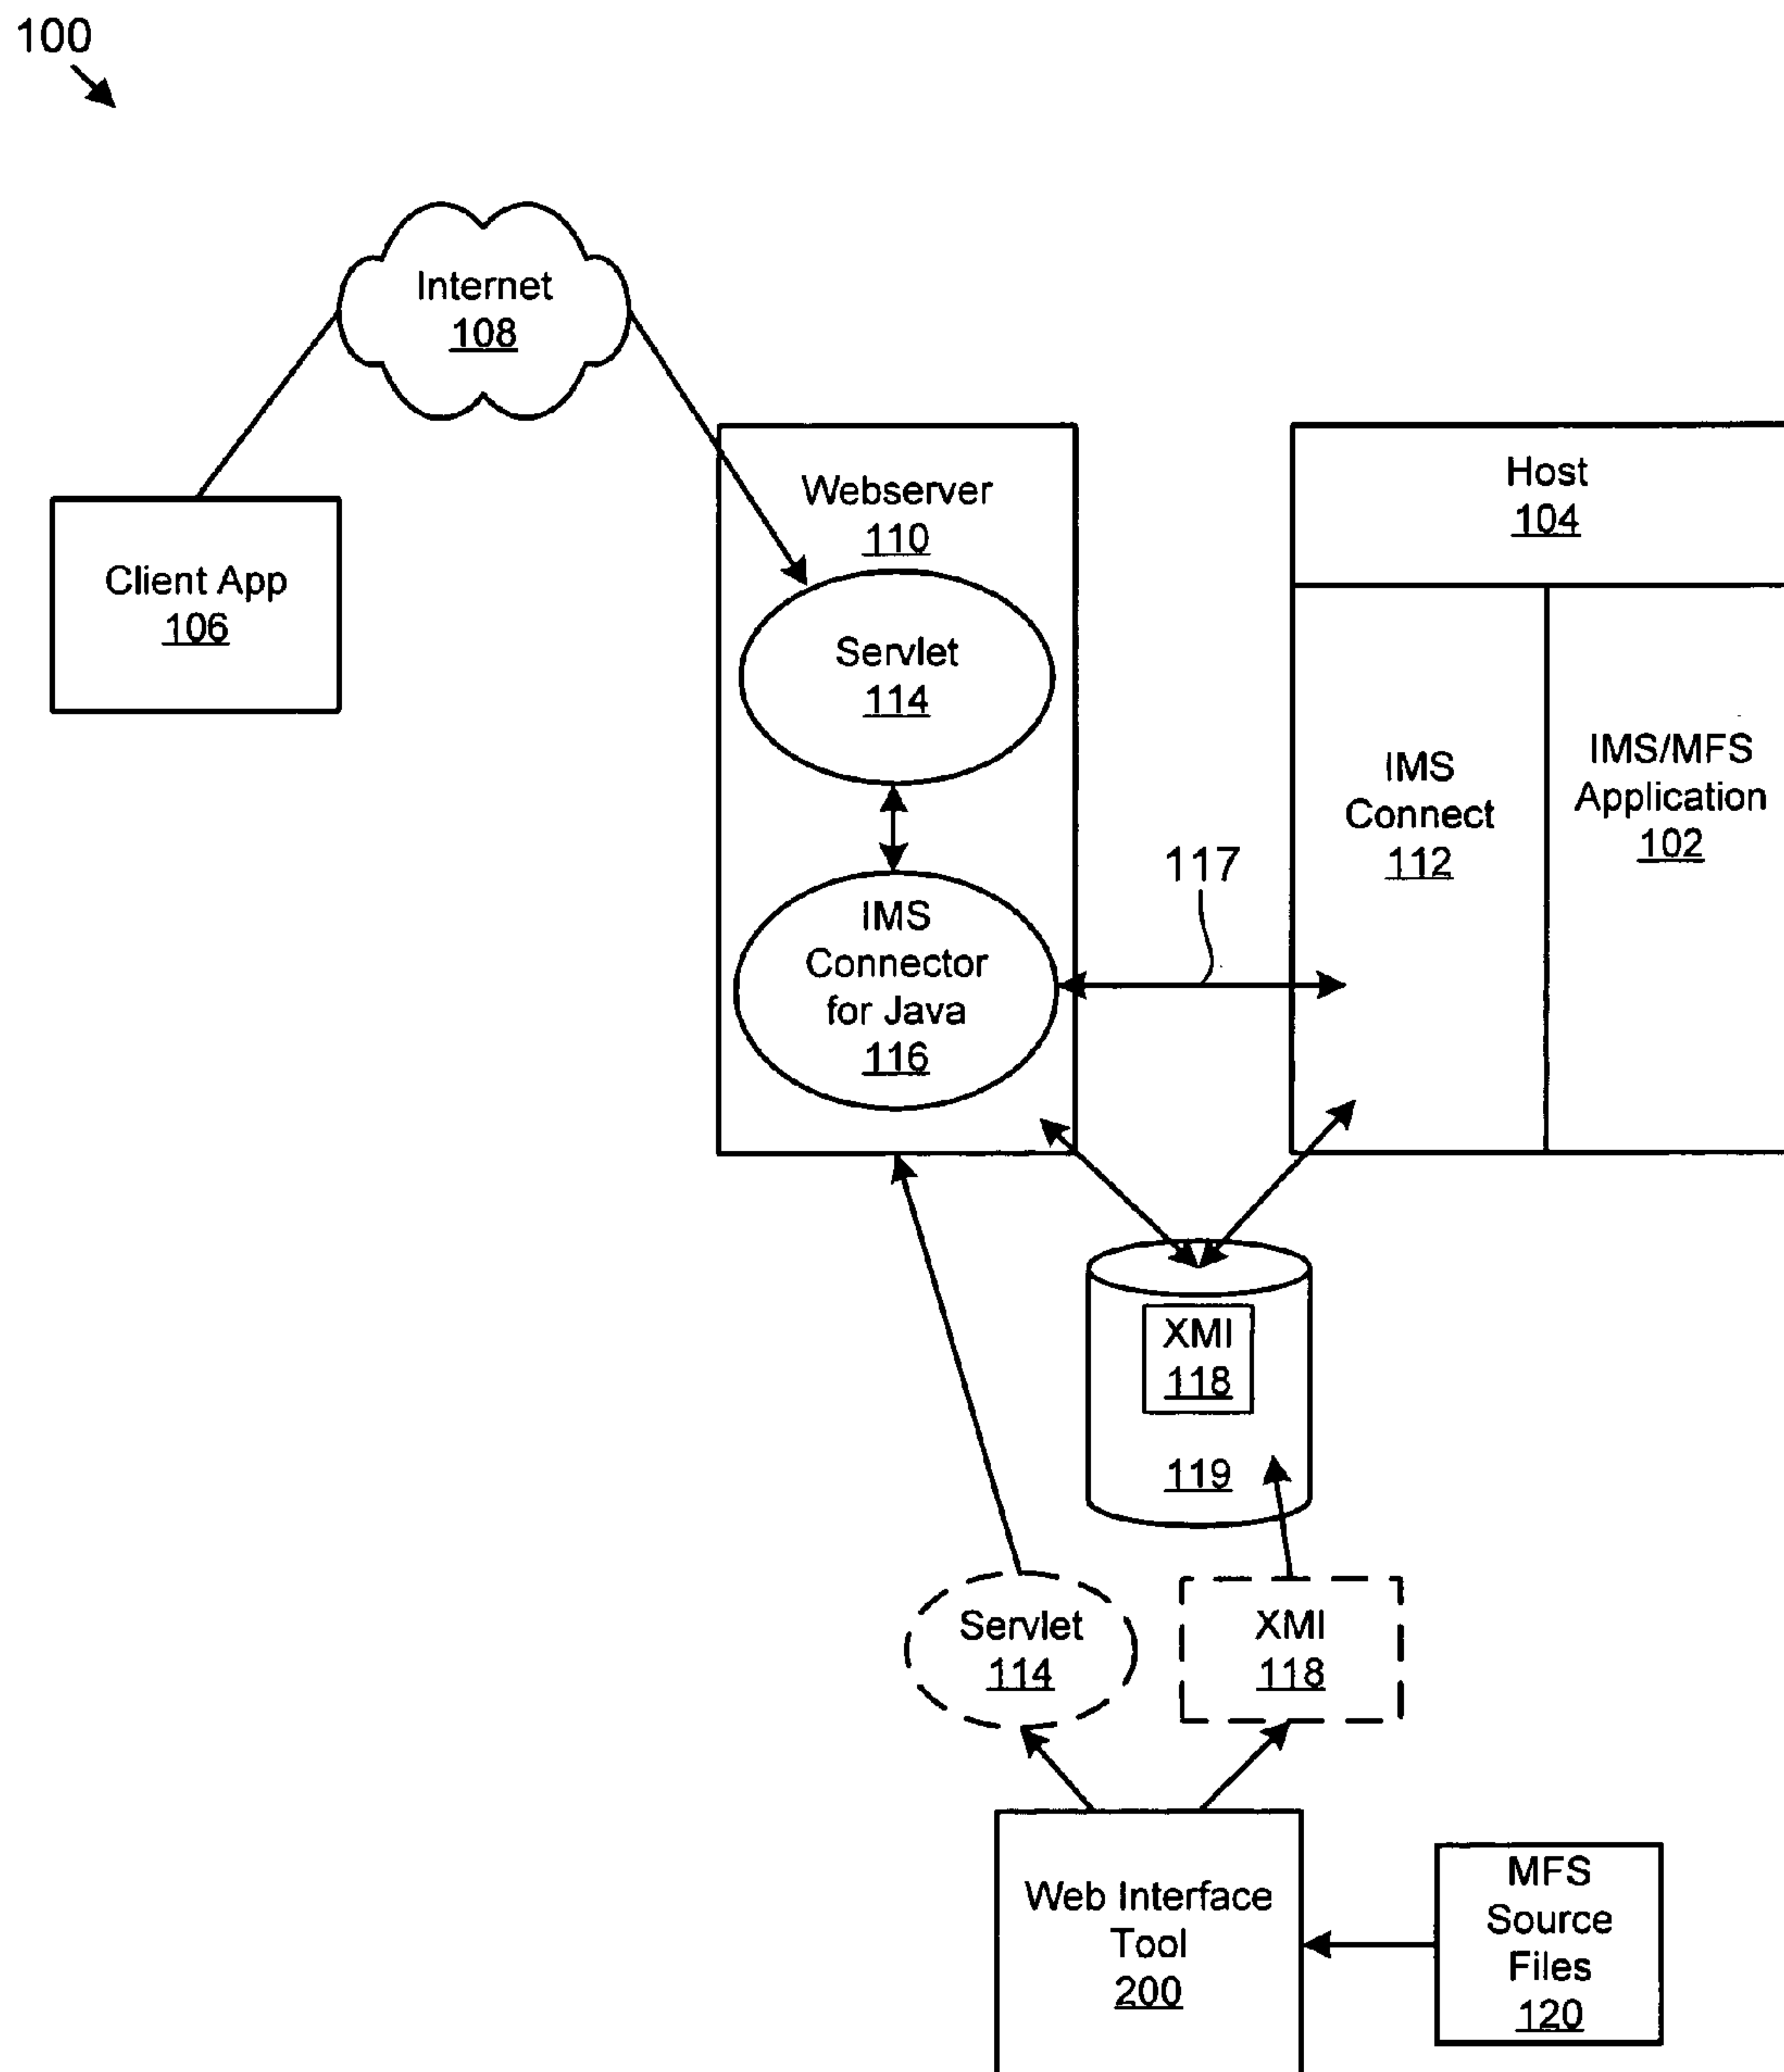 100
Internet
108
Client App
106
Webserver
110
Servlet
114
IMS
Connector
for Java
116
117
Host
104
IMS
Connect
112
IMS/MFS
Application
102
XMI
118
119
Servlet
114
XMI
118
Web Interface
Tool
200
MFS
Source
Files
120